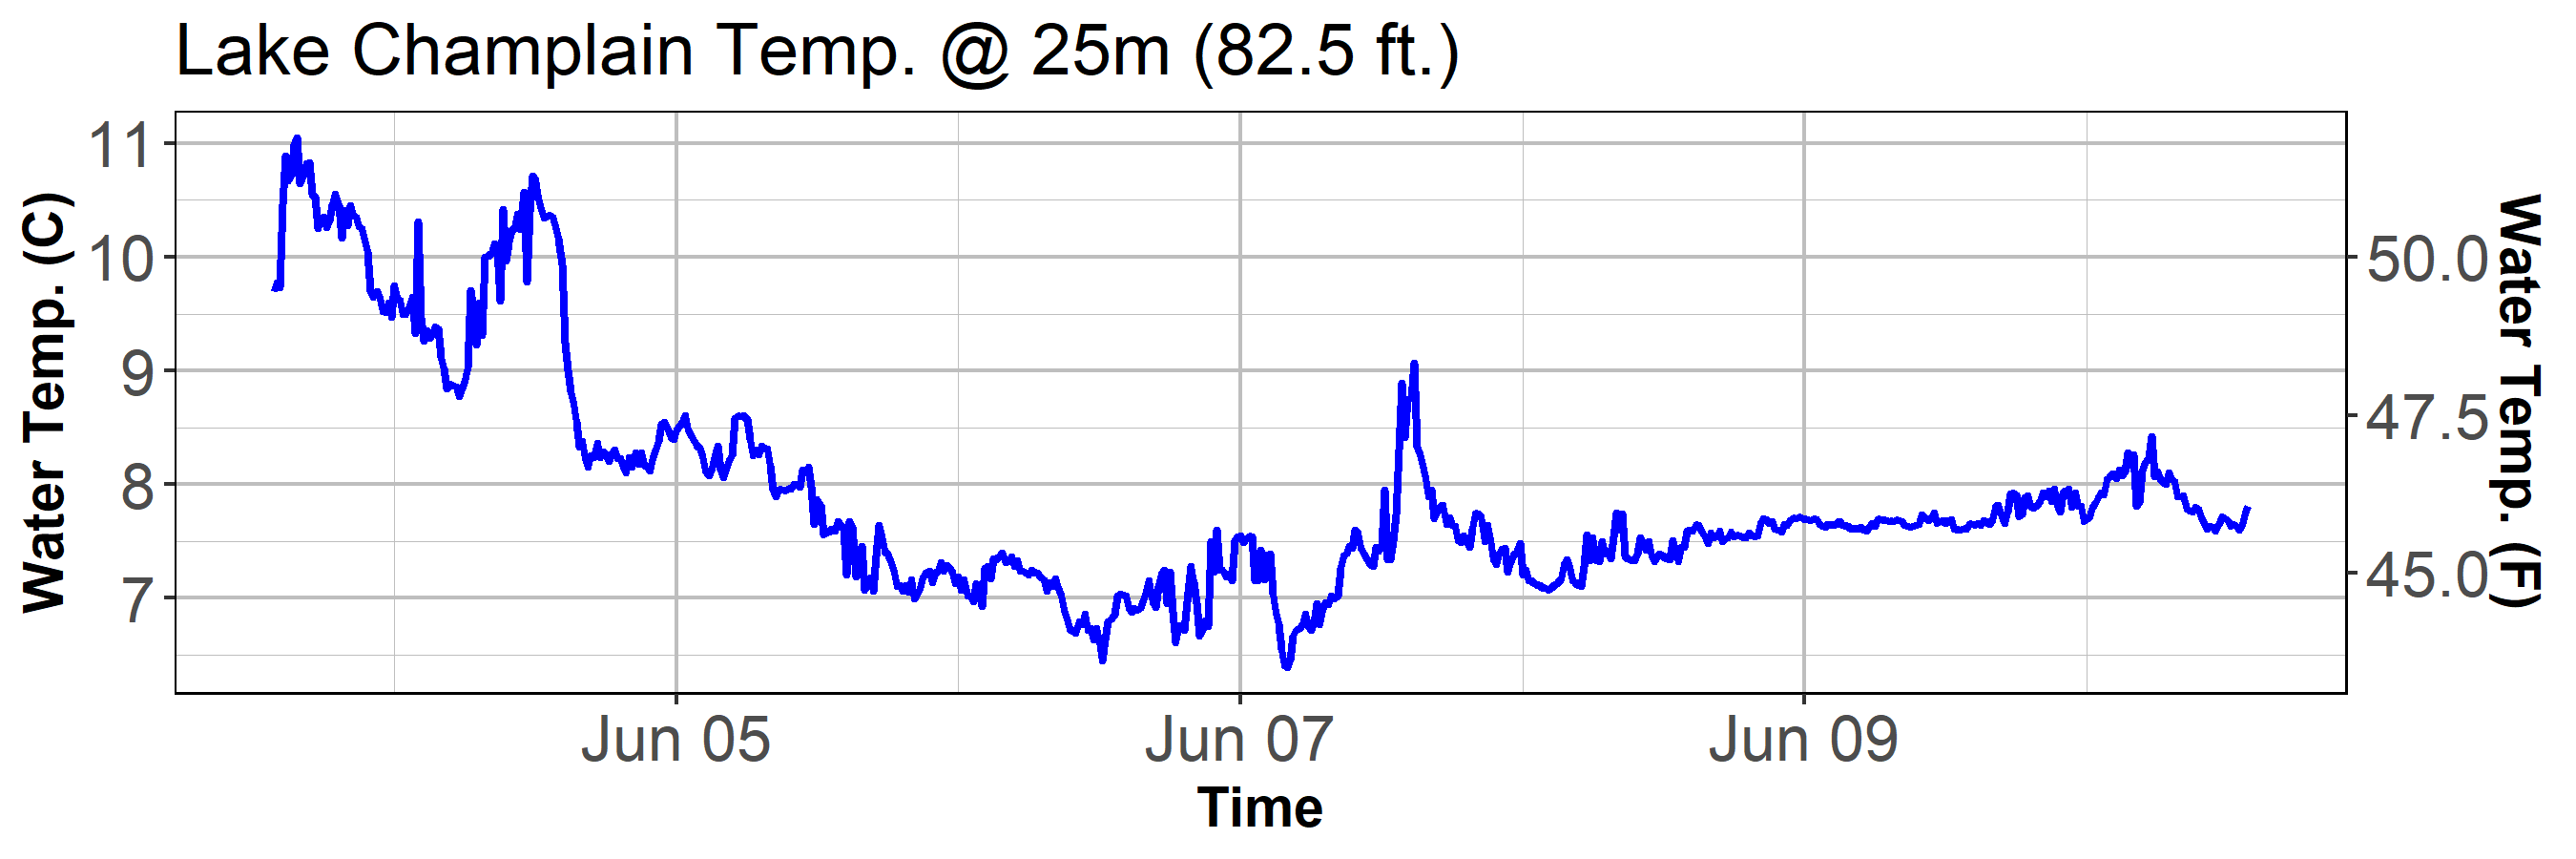 Lake Champlain Temp. @ 25m (82.5 ft.)
Water Temp. (C)
11
10
9
8
7
50.0
47.5
45.0
Water Temp. (F)
Jun 05
Jun 07
Jun 09
Time